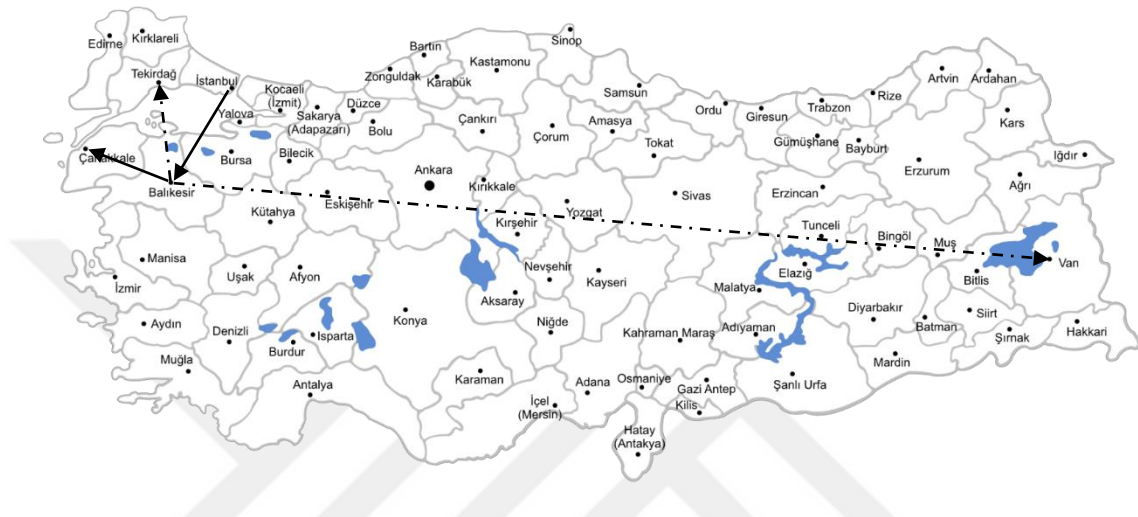 Sinop
Edirne
Kırklareli
Bartın
Kastamonu
Zonguldak
Karabük
Tekirdağ
İstanbul
Kocaeli
(İzmit)
Sakarya
(Adapazarı)
Düzce
Bolu
Yalova
Samsun
Ordu
Giresun
Trabzon
Rize
Artvin
Ardahan
Kars
Çankırı
Çorum
Amasya
Tokat
Gümüşhane
Bayburt
Iğdır
Çanakkale
Bursa
Bilecik
Ankara
Kırıkkale
Sivas
Erzincan
Erzurum
Ağrı
Balıkesir
Kütahya
Eskişehir
Yozgat
Kırşehir
Tunceli
Bingöl
Muş
Van
Manisa
İzmir
Uşak
Afyon
Nevşehir
Kayseri
Elazığ
Bitlis
Malatya
Aksaray
Aydın
Denizli
Isparta
Konya
Niğde
Kahraman Maraş
Adıyaman
Diyarbakır
Batman
Siirt
Şırnak
Hakkari
Muğla
Burdur
Mardin
Antalya
Karaman
Adana
Osmaniye
Gazi Antep
Şanlı Urfa
İçel
(Mersin)
Kilis
Hatay
(Antakya)